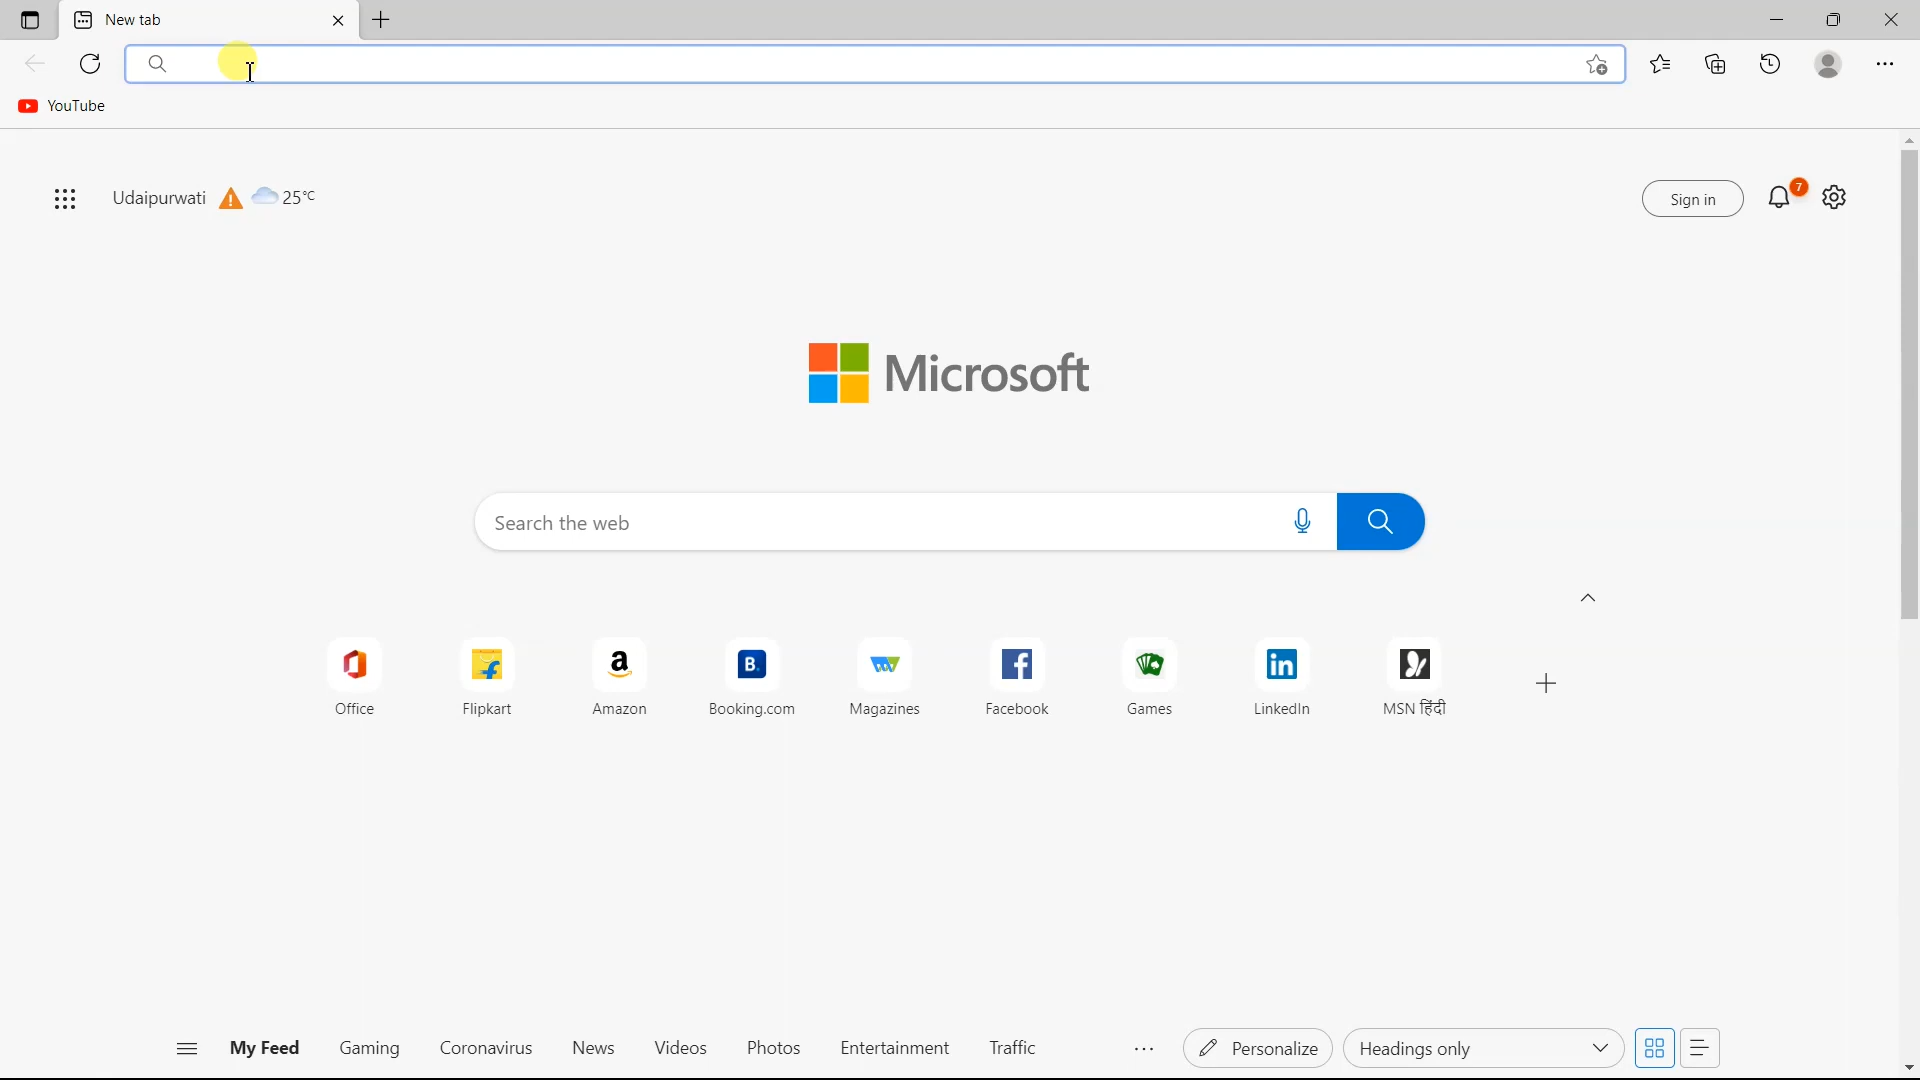 New tab
YouTube
Udaipurwati 25°C
Sign in 7
Microsoft
Search the web
Office Flipkart Amazon Booking.com Magazines Facebook Games LinkedIn MSN हिंदी
My Feed Gaming Coronavirus News Videos Photos Entertainment Traffic ... Personalize Headings only